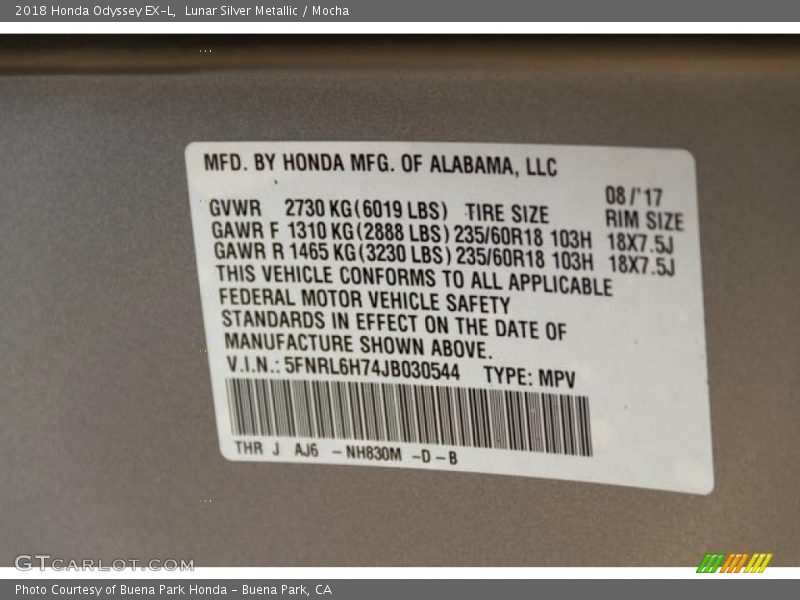 2018 Honda Odyssey EX-L,  Lunar Silver Metallic / Mocha
MFD. BY HONDA MFG. OF ALABAMA, LLC
08/'17
GVWR 2730 KG(6019 LBS) TIRE SIZE RIM SIZE
GAWR F 1310 KG(2888 LBS) 235/60R18 103H 18X7.5J
GAWR R 1465 KG(3230 LBS) 235/60R18 103H 18X7.5J
THIS VEHICLE CONFORMS TO ALL APPLICABLE
FEDERAL MOTOR VEHICLE SAFETY
STANDARDS IN EFFECT ON THE DATE OF
MANUFACTURE SHOWN ABOVE.
V.I.N.: 5FNRL6H74JB030544 TYPE: MPV
THR J AJ6 - NH830M - D - B
GTCARLOT.COM
Photo Courtesy of Buena Park Honda - Buena Park, CA